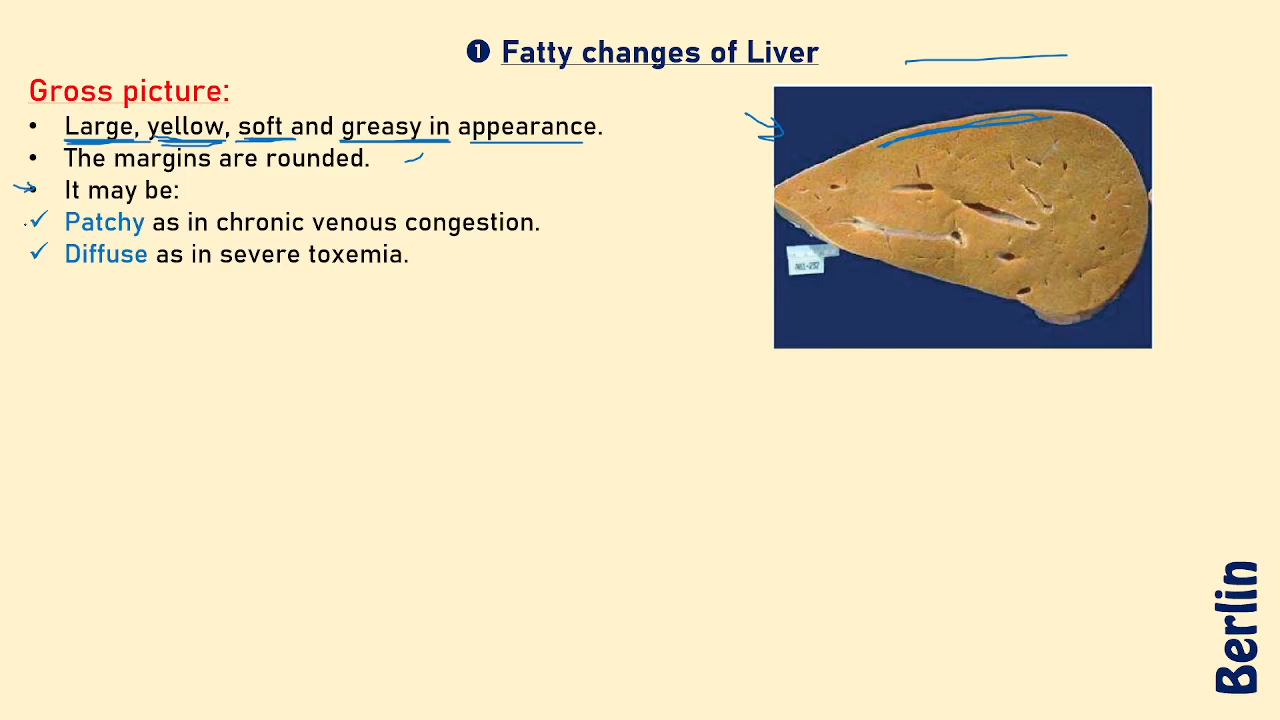 ❶ Fatty changes of Liver
Gross picture:
• Large, yellow, soft and greasy in appearance.
• The margins are rounded.
• It may be:
✓ Patchy as in chronic venous congestion.
✓ Diffuse as in severe toxemia.
Berlin